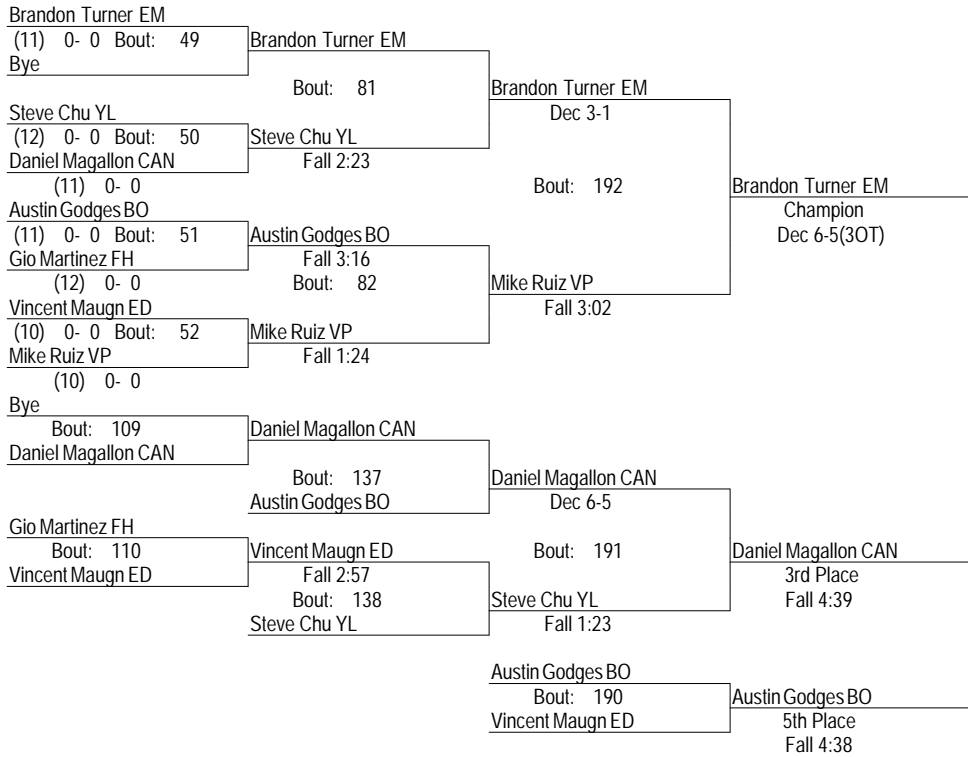 Brandon Turner EM
(11) 0- 0 Bout: 49 Brandon Turner EM
Bye
Bout: 81 Brandon Turner EM
Steve Chu YL Dec 3-1
(12) 0- 0 Bout: 50 Steve Chu YL
Daniel Magallon CAN Fall 2:23
(11) 0- 0 Bout: 192 Brandon Turner EM
Austin Godges BO Champion
(11) 0- 0 Bout: 51 Austin Godges BO Dec 6-5(3OT)
Gio Martinez FH Fall 3:16
(12) 0- 0 Bout: 82 Mike Ruiz VP
Vincent Maugn ED Fall 3:02
(10) 0- 0 Bout: 52 Mike Ruiz VP
Mike Ruiz VP Fall 1:24
(10) 0- 0
Bye
Bout: 109 Daniel Magallon CAN
Daniel Magallon CAN
Bout: 137 Daniel Magallon CAN
Austin Godges BO Dec 6-5
Gio Martinez FH
Bout: 110 Vincent Maugn ED Bout: 191 Daniel Magallon CAN
Vincent Maugn ED Fall 2:57 3rd Place
Bout: 138 Steve Chu YL Fall 4:39
Steve Chu YL Fall 1:23
Austin Godges BO
Bout: 190 Austin Godges BO
Vincent Maugn ED 5th Place
Fall 4:38